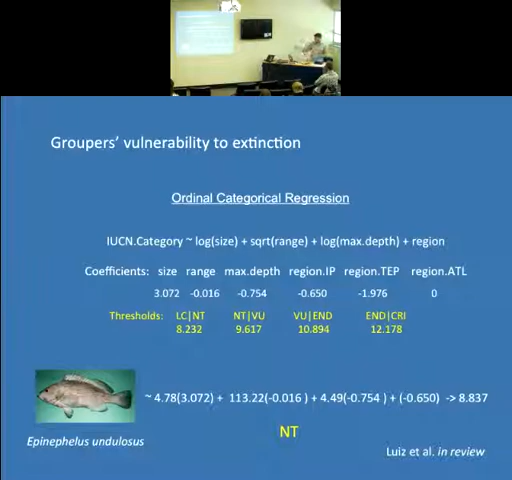 Groupers' vulnerability to extinction
Ordinal Categorical Regression
IUCN.Category ~ log(size) + sqrt(range) + log(max.depth) + region
Coefficients: size range max.depth region.IP region.TEP region.ATL
3.072 -0.016 -0.754 -0.650 -1.976 0
Thresholds: LC|NT NT|VU VU|END END|CRI
8.232 9.617 10.894 12.178
~ 4.78(3.072) + 113.22(-0.016 ) + 4.49(-0.754 ) + (-0.650) -> 8.837
NT
Epinephelus undulosus
Luiz et al. in review